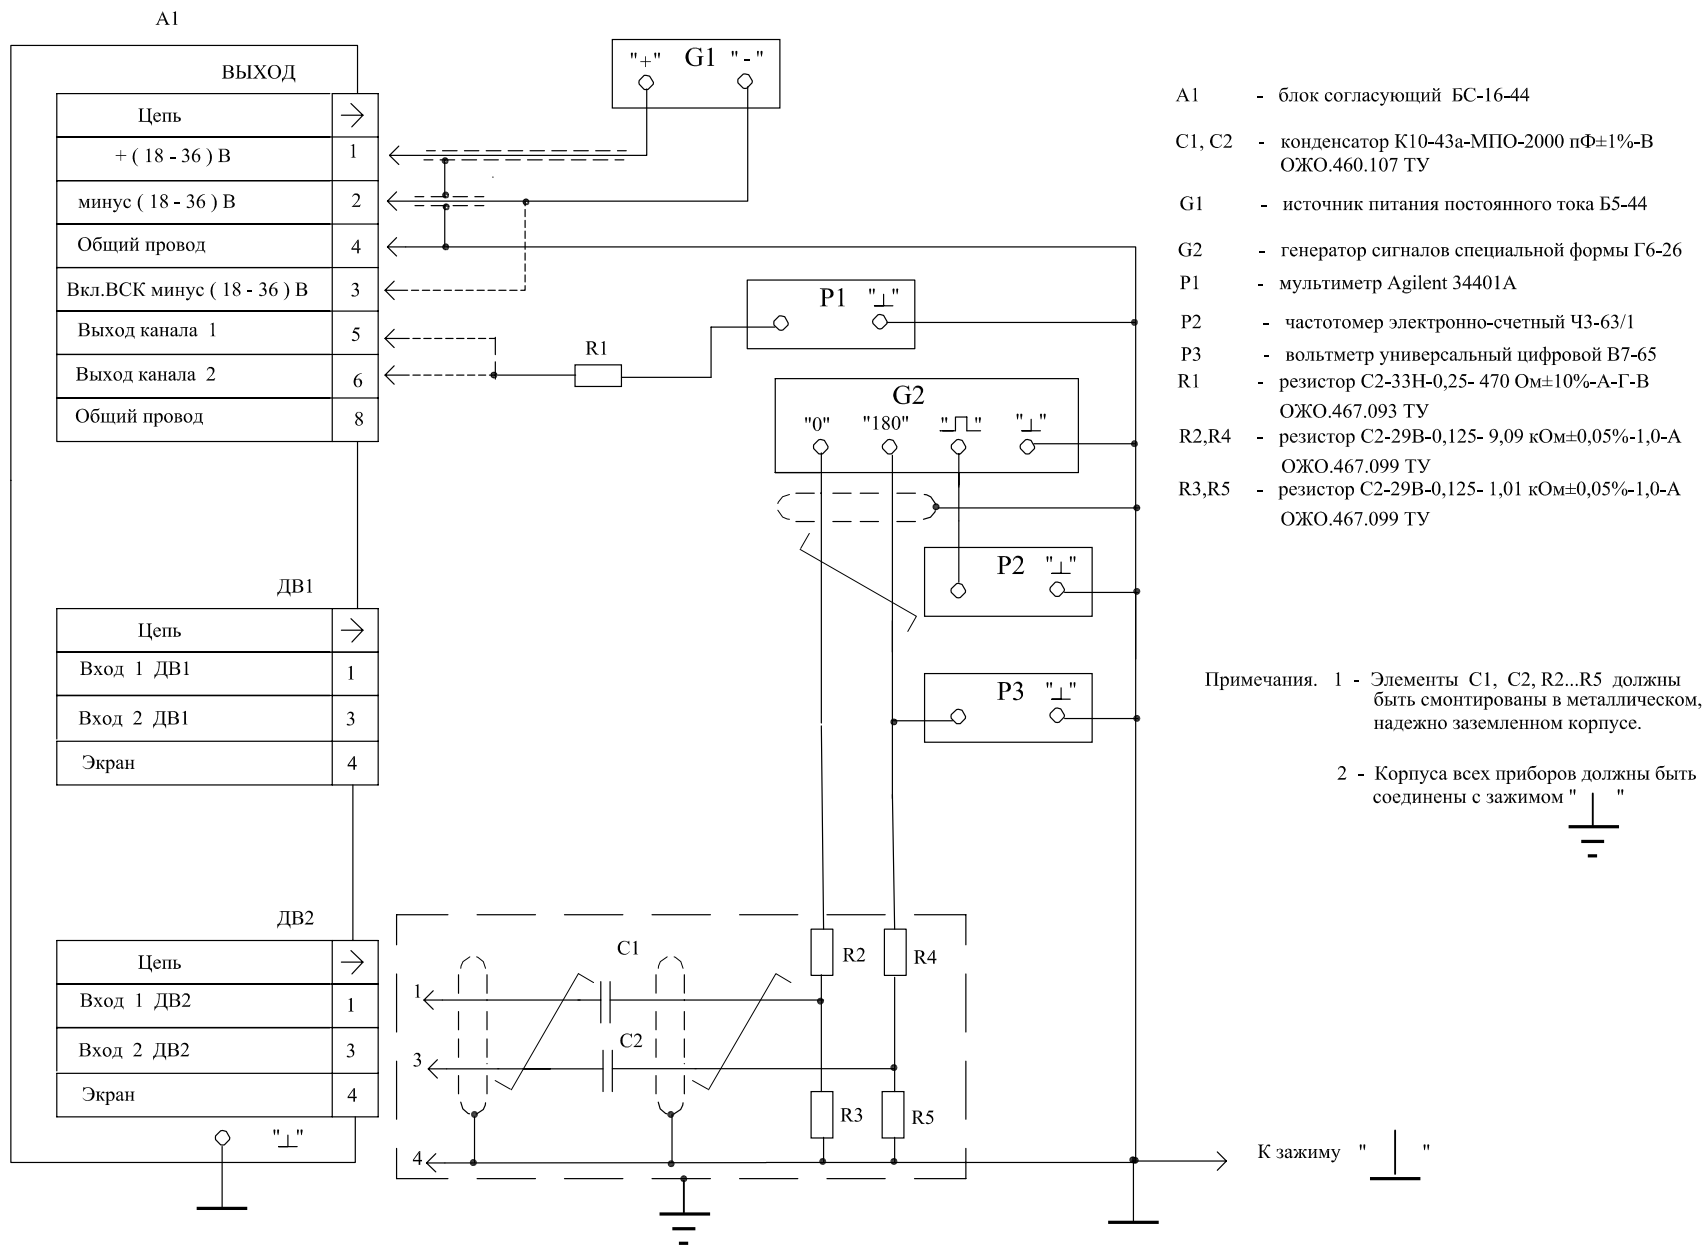 А1
ВЫХОД
Цепь
+ ( 18 - 36 ) В 1
минус ( 18 - 36 ) В 2
Общий провод 4
Вкл.ВСК минус ( 18 - 36 ) В 3
Выход канала 1 5
Выход канала 2 6
Общий провод 8
"+" G1 "-"
R1
P1 "⊥"
G2
"0" "180" "⎍" "⊥"
P2 "⊥"
P3 "⊥"
ДВ1
Цепь
Вход 1 ДВ1 1
Вход 2 ДВ1 3
Экран 4
ДВ2
Цепь
Вход 1 ДВ2 1
Вход 2 ДВ2 3
Экран 4
"⊥"
C1
R2 R4
1
C2
3
R3 R5
4
К зажиму "⊥"
А1 - блок согласующий БС-16-44
С1, С2 - конденсатор К10-43а-МПО-2000 пФ±1%-В
ОЖО.460.107 ТУ
G1 - источник питания постоянного тока Б5-44
G2 - генератор сигналов специальной формы Г6-26
P1 - мультиметр Agilent 34401А
P2 - частотомер электронно-счетный Ч3-63/1
P3 - вольтметр универсальный цифровой В7-65
R1 - резистор С2-33Н-0,25- 470 Ом±10%-А-Г-В
ОЖО.467.093 ТУ
R2,R4 - резистор С2-29В-0,125- 9,09 кОм±0,05%-1,0-А
ОЖО.467.099 ТУ
R3,R5 - резистор С2-29В-0,125- 1,01 кОм±0,05%-1,0-А
ОЖО.467.099 ТУ
Примечания. 1 - Элементы С1, С2, R2...R5 должны
быть смонтированы в металлическом,
надежно заземленном корпусе.
2 - Корпуса всех приборов должны быть
соединены с зажимом "⏚"